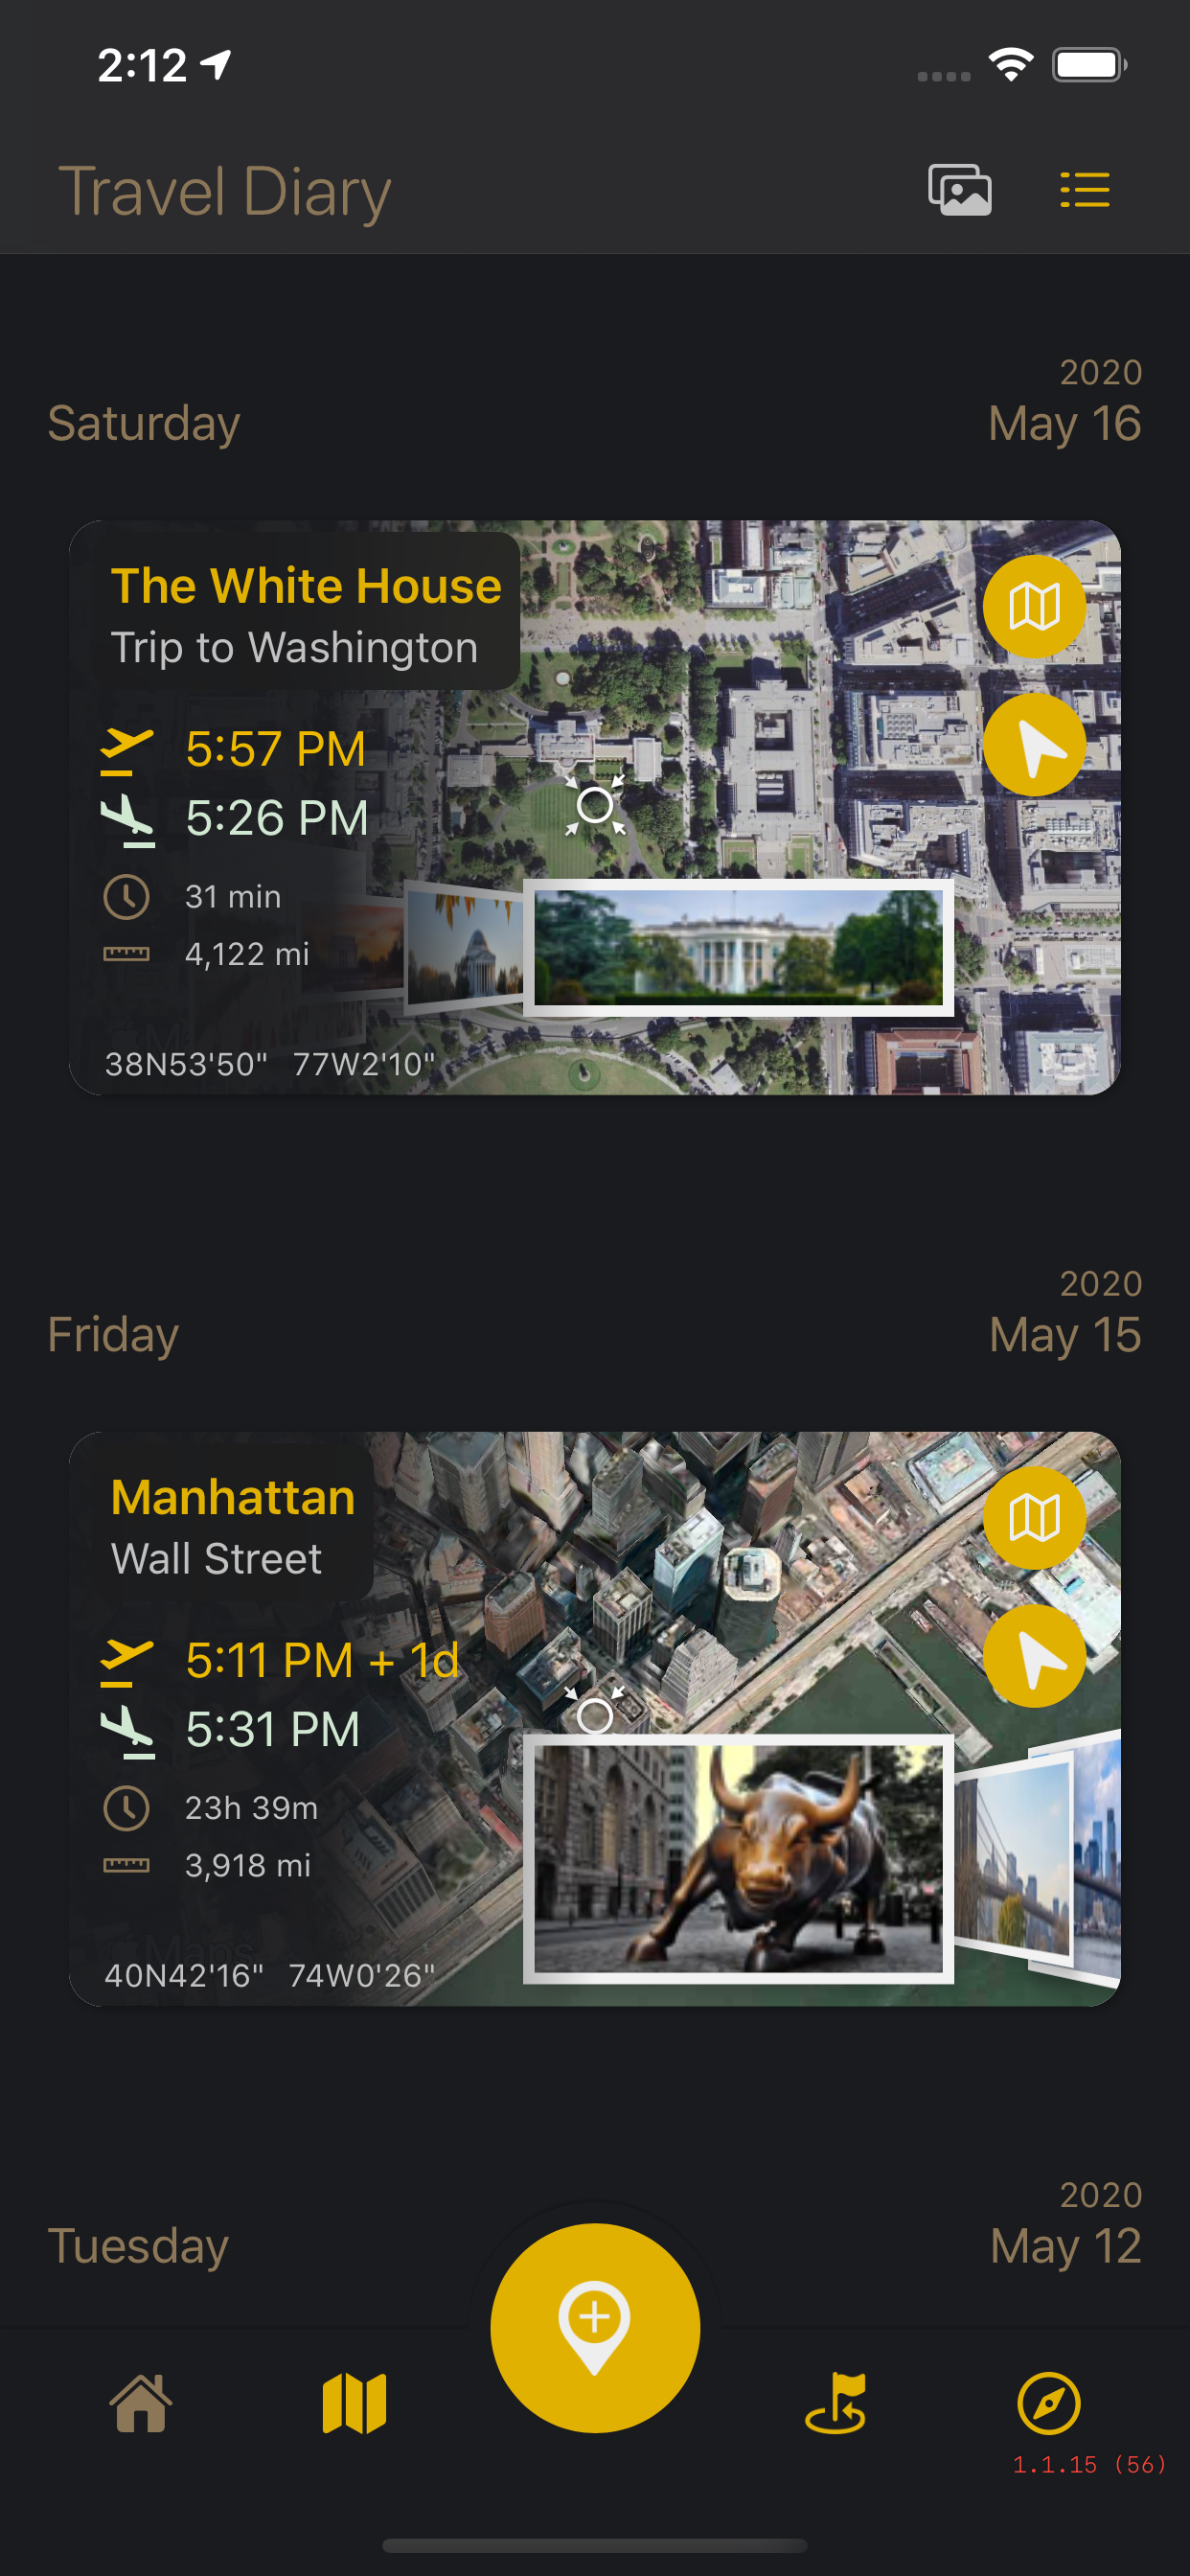 2:12
Travel Diary
2020
Saturday May 16
The White House
Trip to Washington
5:57 PM
5:26 PM
31 min
4,122 mi
38N53'50" 77W2'10"
2020
Friday May 15
Manhattan
Wall Street
5:11 PM + 1d
5:31 PM
23h 39m
3,918 mi
Maps
40N42'16" 74W0'26"
2020
Tuesday May 12
1.1.15 (56)